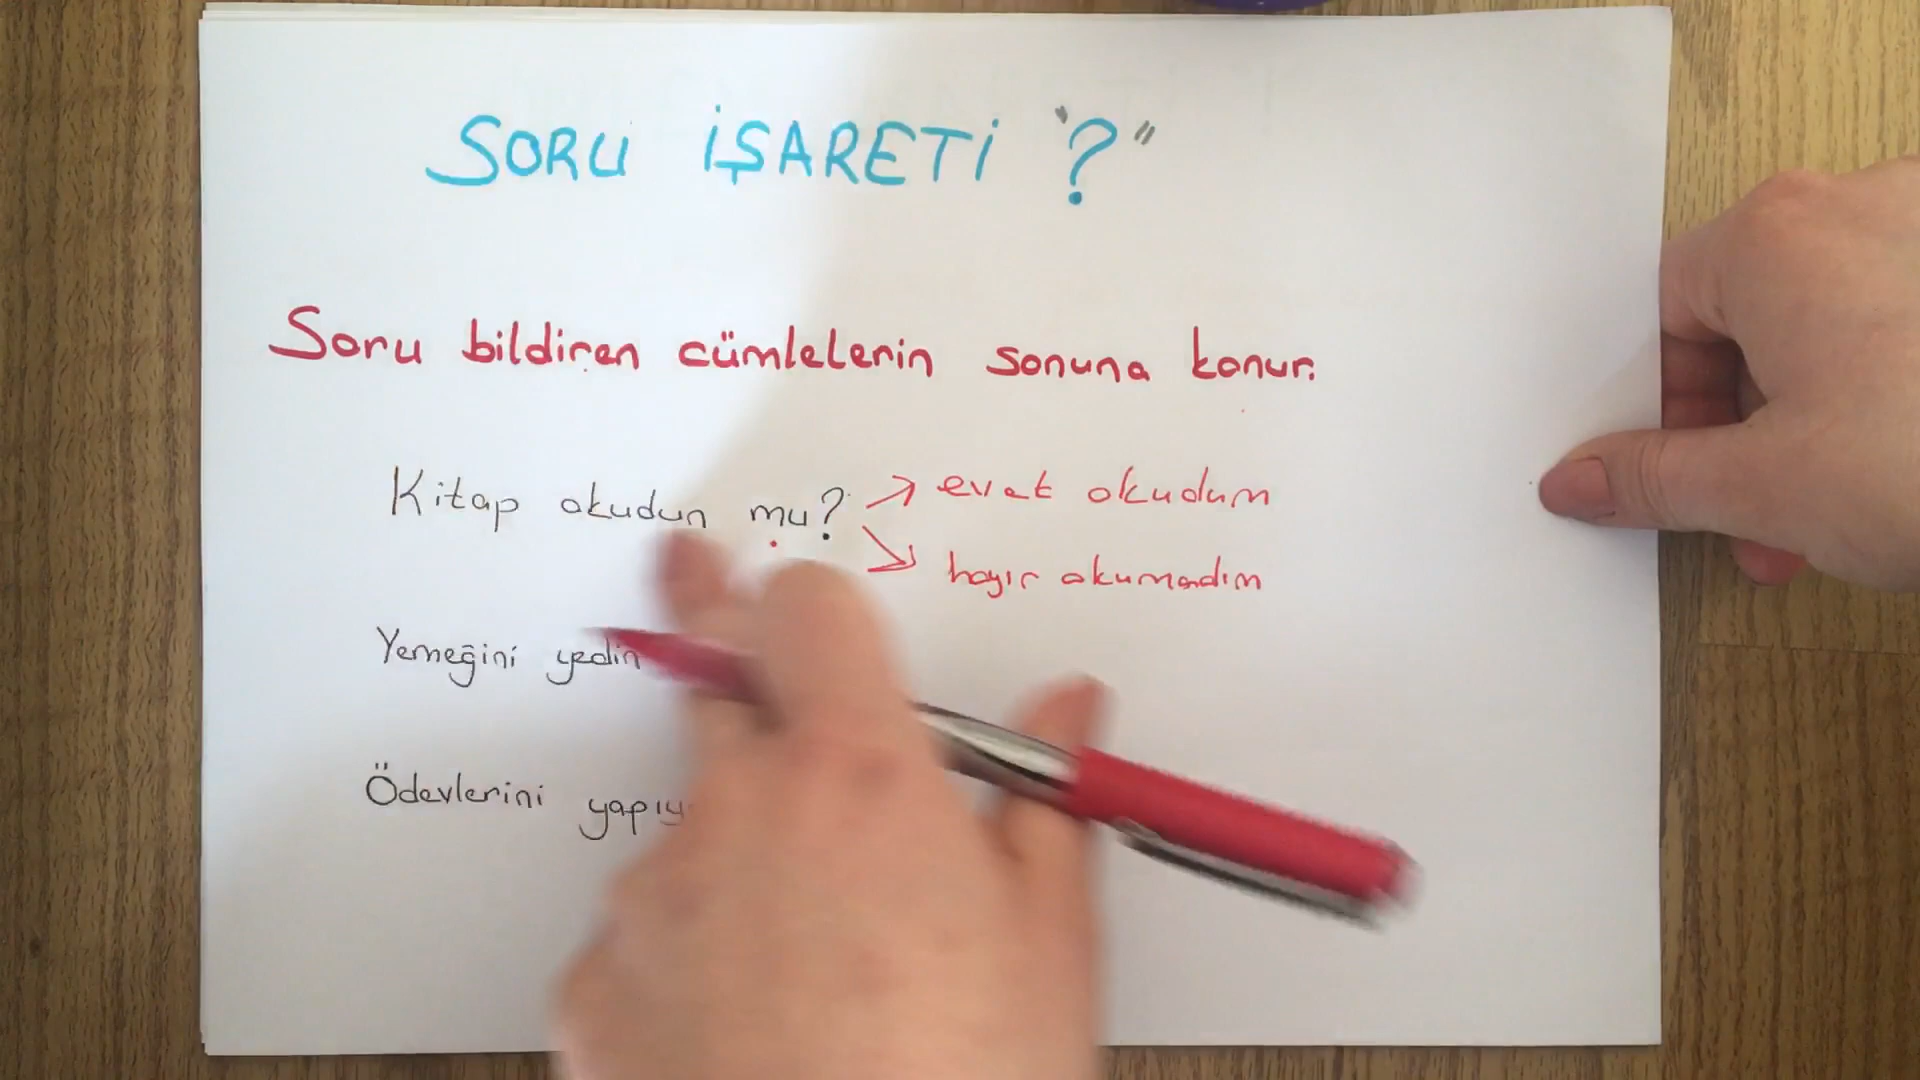 SORU İŞARETİ "?"
Soru bildiren cümlelerin sonuna konur.
Kitap okudun mu? → evet okudum
→ hayır okumadım
Yemeğini yedin
Ödevlerini